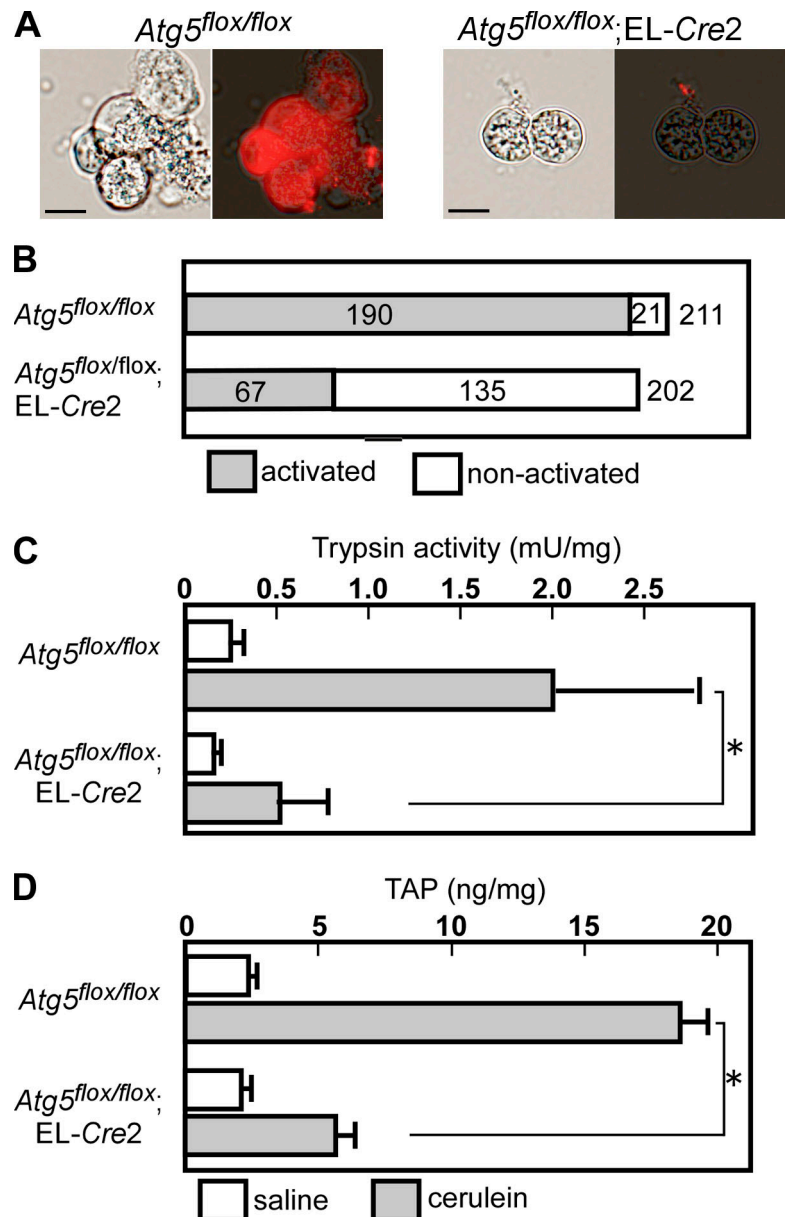 A
Atg5flox/flox
Atg5flox/flox;EL-Cre2
B
Atg5flox/flox
190
21
211
Atg5flox/flox;
EL-Cre2
67
135
202
activated
non-activated
C
Trypsin activity (mU/mg)
0 0.5 1.0 1.5 2.0 2.5
Atg5flox/flox
*
Atg5flox/flox;
EL-Cre2
D
TAP (ng/mg)
0 5 10 15 20
Atg5flox/flox
*
Atg5flox/flox;
EL-Cre2
saline
cerulein